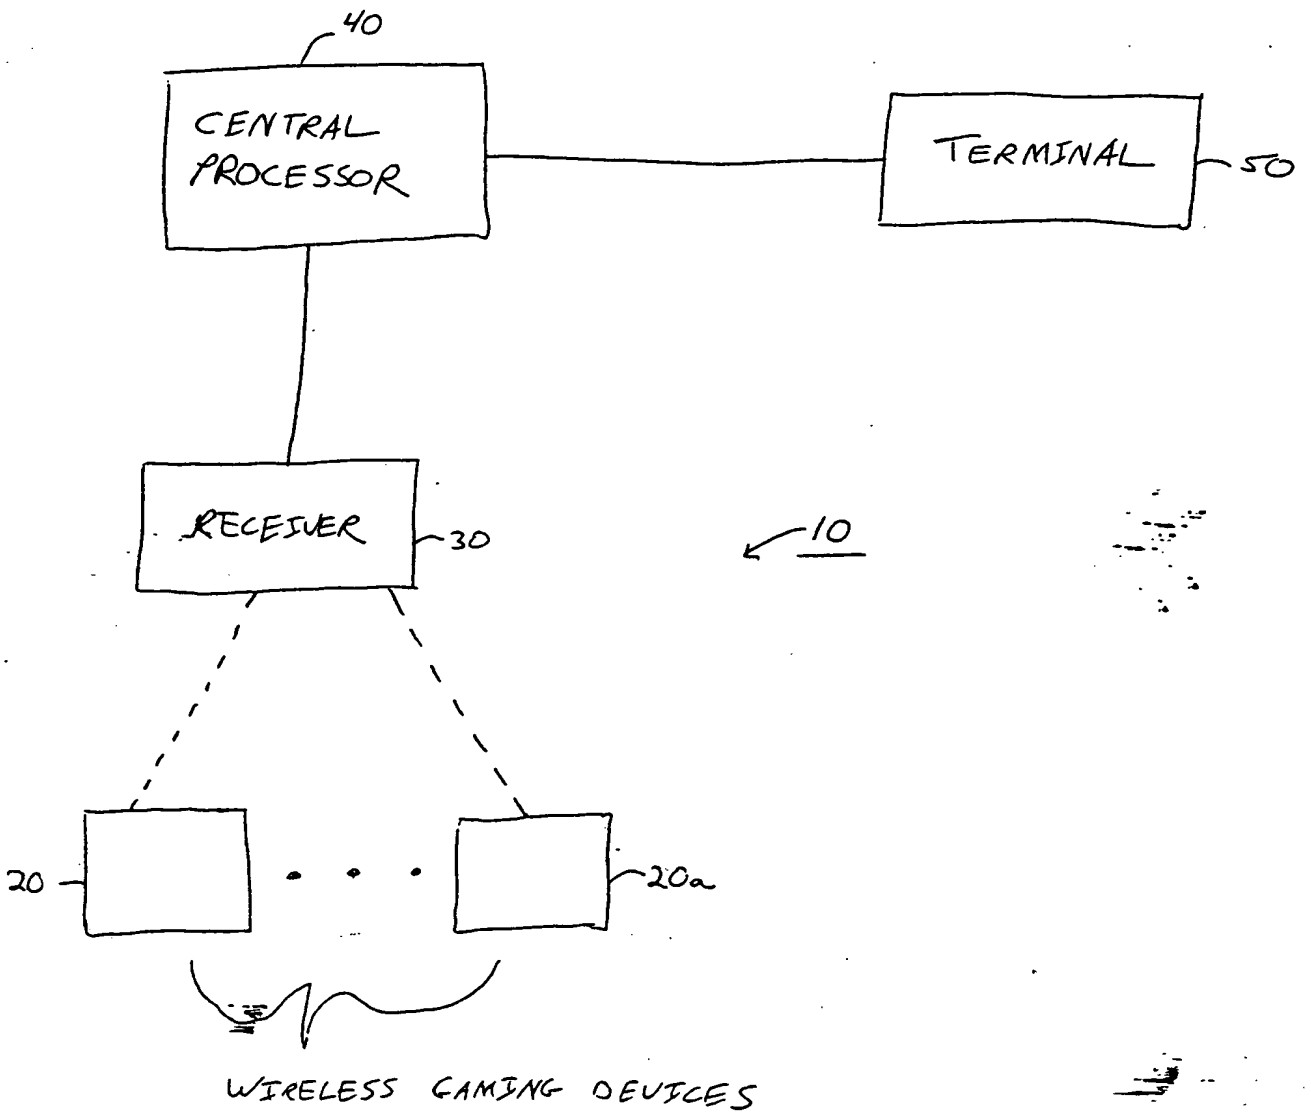 40
CENTRAL
PROCESSOR
TERMINAL
50
RECEIVER
30
10
20
20a
WIRELESS GAMING DEVICES